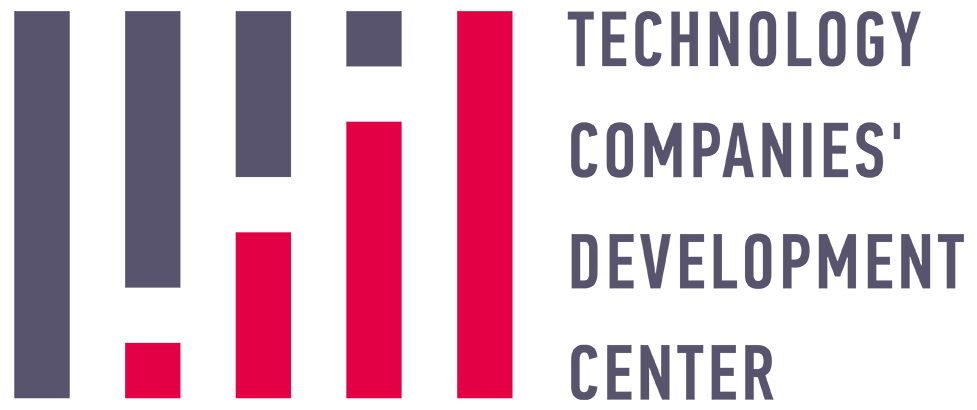 TECHNOLOGY
COMPANIES'
DEVELOPMENT
CENTER